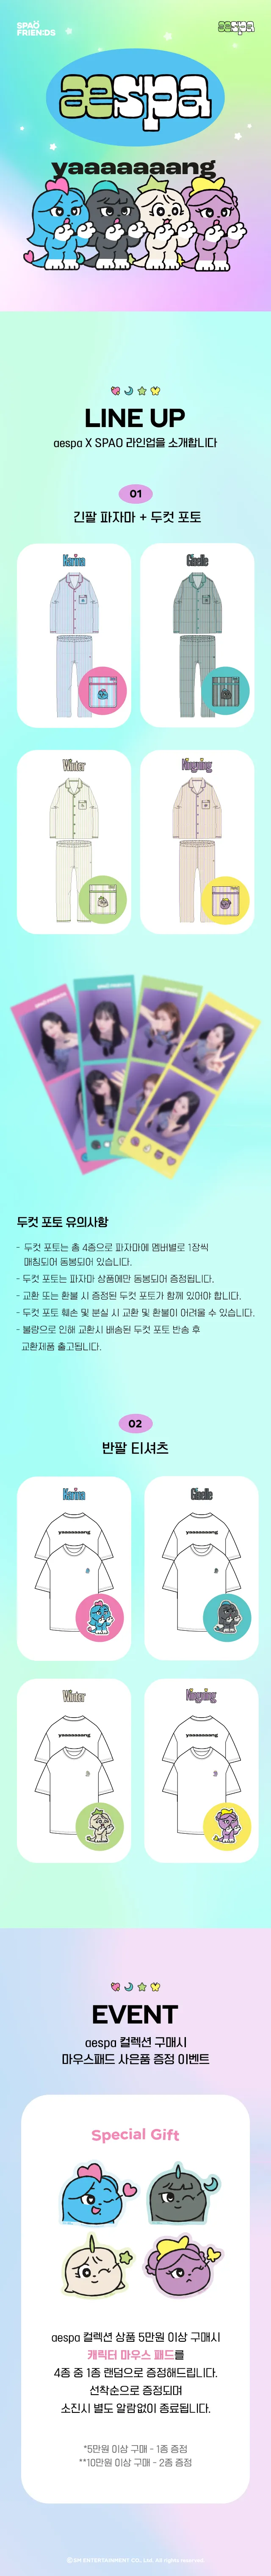 SPAO
FRIENDS
aespa
aespa
yaaaaaaang
LINE UP
aespa X SPAO 라인업을 소개합니다
01
긴팔 파자마 + 두컷 포토
Karina
Giselle
Winter
Ningning
두컷 포토 유의사항
- 두컷 포토는 총 4종으로 파자마에 멤버별로 1장씩
매칭되어 동봉되어 있습니다.
- 두컷 포토는 파자마 상품에만 동봉되어 증정됩니다.
- 교환 또는 환불 시 증정된 두컷 포토가 함께 있어야 합니다.
- 두컷 포토 훼손 및 분실 시 교환 및 환불이 어려울 수 있습니다.
- 불량으로 인해 교환시 배송된 두컷 포토 반송 후
교환제품 출고됩니다.
02
반팔 티셔츠
Karina
Giselle
yaaaaaaang
yaaaaaaang
Winter
Ningning
yaaaaaaang
yaaaaaaang
EVENT
aespa 컬렉션 구매시
마우스패드 사은품 증정 이벤트
Special Gift
aespa 컬렉션 상품 5만원 이상 구매시
캐릭터 마우스 패드를
4종 중 1종 랜덤으로 증정해드립니다.
선착순으로 증정되며
소진시 별도 알람없이 종료됩니다.
*5만원 이상 구매 - 1종 증정
**10만원 이상 구매 - 2종 증정
©SM ENTERTAINMENT CO., Ltd. All rights reserved.